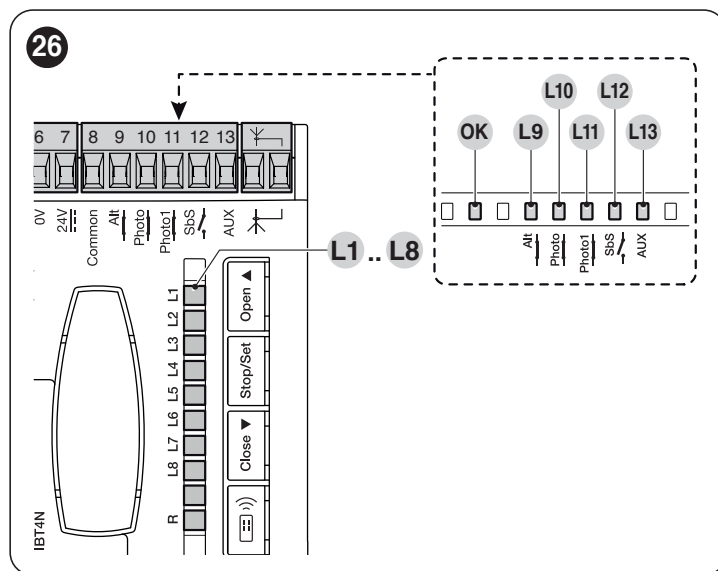 26
6 7 8 9 10 11 12 13
0V
24V
Common
Alt
Photo
Photo1
SbS
AUX
L1 .. L8
L1
L2
L3
L4
L5
L6
L7
L8
R
Open ▲
Stop/Set
Close ▼
IBT4N
OK
L9
L10
L11
L12
L13
Alt
Photo
Photo1
SbS
AUX